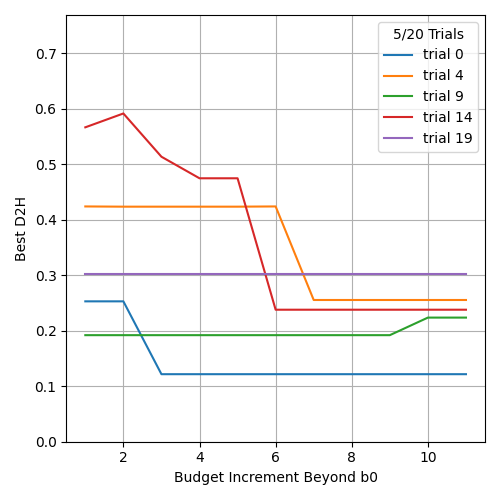 5/20 Trials
trial 0
trial 4
trial 9
trial 14
trial 19
Best D2H
0.7
0.6
0.5
0.4
0.3
0.2
0.1
0.0
2 4 6 8 10
Budget Increment Beyond b0